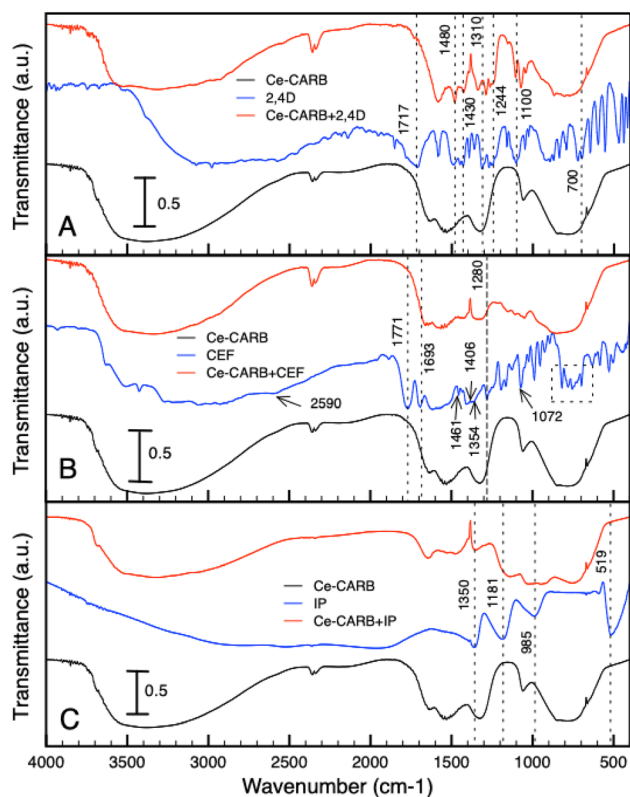 Transmittance (a.u.)
1480
1310
Ce-CARB
2,4D
Ce-CARB+2,4D
1717
1430
1244
1100
700
0.5
A
Transmittance (a.u.)
1280
1771
1693
1406
Ce-CARB
CEF
Ce-CARB+CEF
2590
1461
1354
1072
0.5
B
Transmittance (a.u.)
Ce-CARB
IP
Ce-CARB+IP
1350
1181
985
519
0.5
C
4000 3500 3000 2500 2000 1500 1000 500
Wavenumber (cm-1)